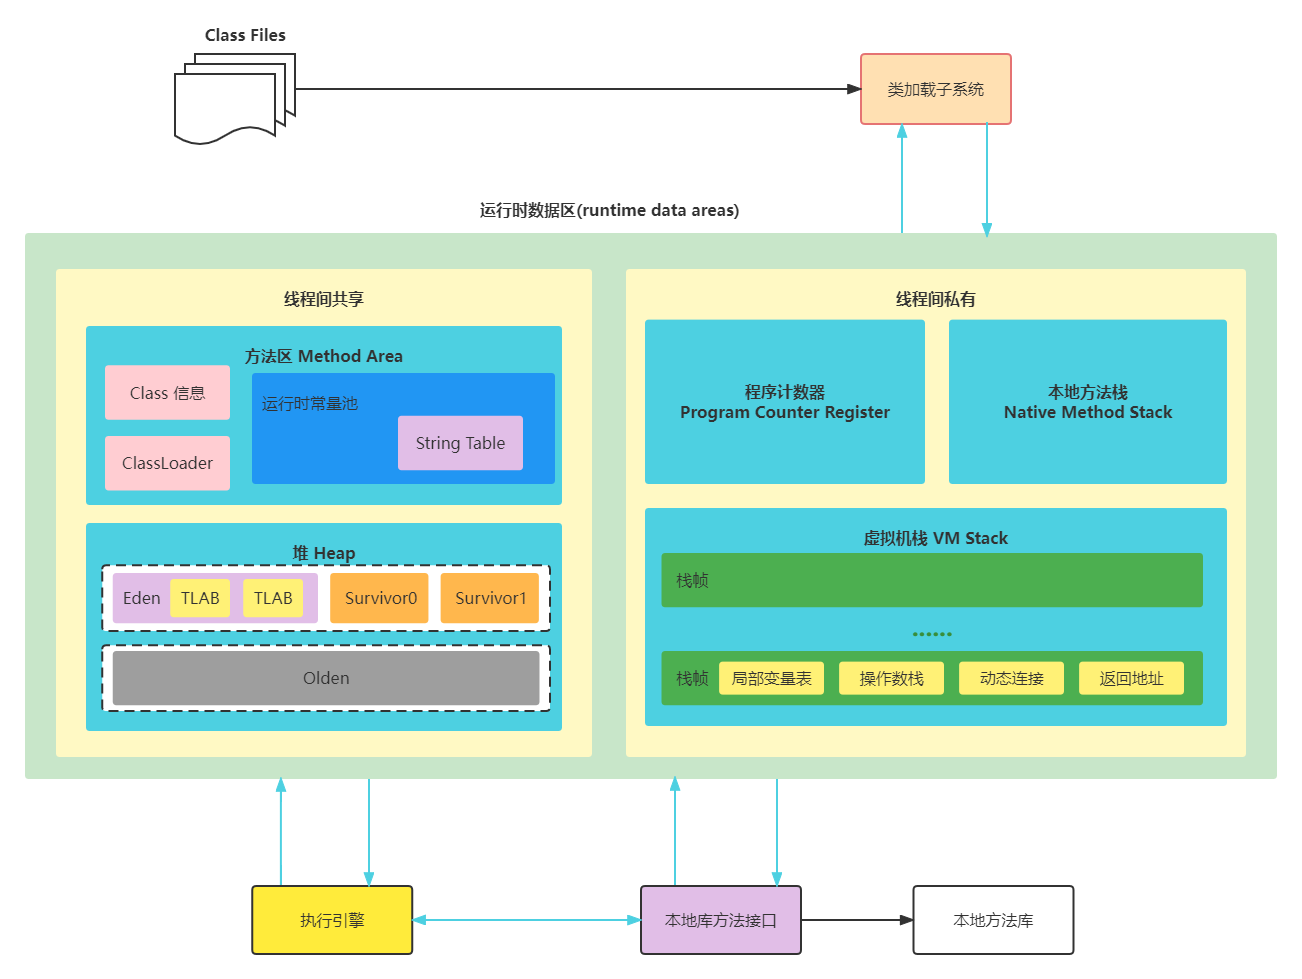 Class Files
类加载子系统
运行时数据区(runtime data areas)
线程间共享
方法区 Method Area
Class 信息
运行时常量池
String Table
ClassLoader
堆 Heap
Eden
TLAB
TLAB
Survivor0
Survivor1
Olden
线程间私有
程序计数器
Program Counter Register
本地方法栈
Native Method Stack
虚拟机栈 VM Stack
栈帧
······
栈帧
局部变量表
操作数栈
动态连接
返回地址
执行引擎
本地库方法接口
本地方法库